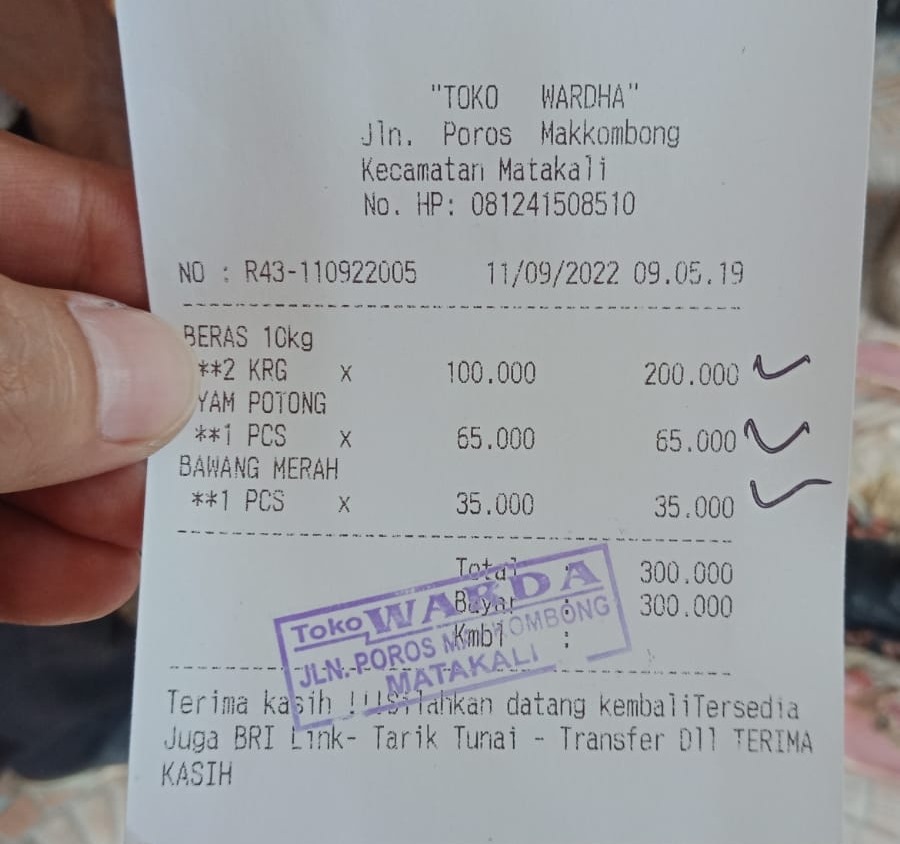 "TOKO WARDHA"
Jln. Poros Makkombong
Kecamatan Matakali
No. HP: 081241508510
NO : R43-110922005 11/09/2022 09.05.19
BERAS 10kg
**2 KRG X 100.000 200.000
YAM POTONG
**1 PCS X 65.000 65.000
BAWANG MERAH
**1 PCS X 35.000 35.000
Total : 300.000
Bayar : 300.000
Kmbl :
Toko WARDA
JLN. POROS MAKKOMBONG
MATAKALI
Terima kasih !!!Silahkan datang kembaliTersedia
Juga BRI Link- Tarik Tunai - Transfer Dll TERIMA
KASIH